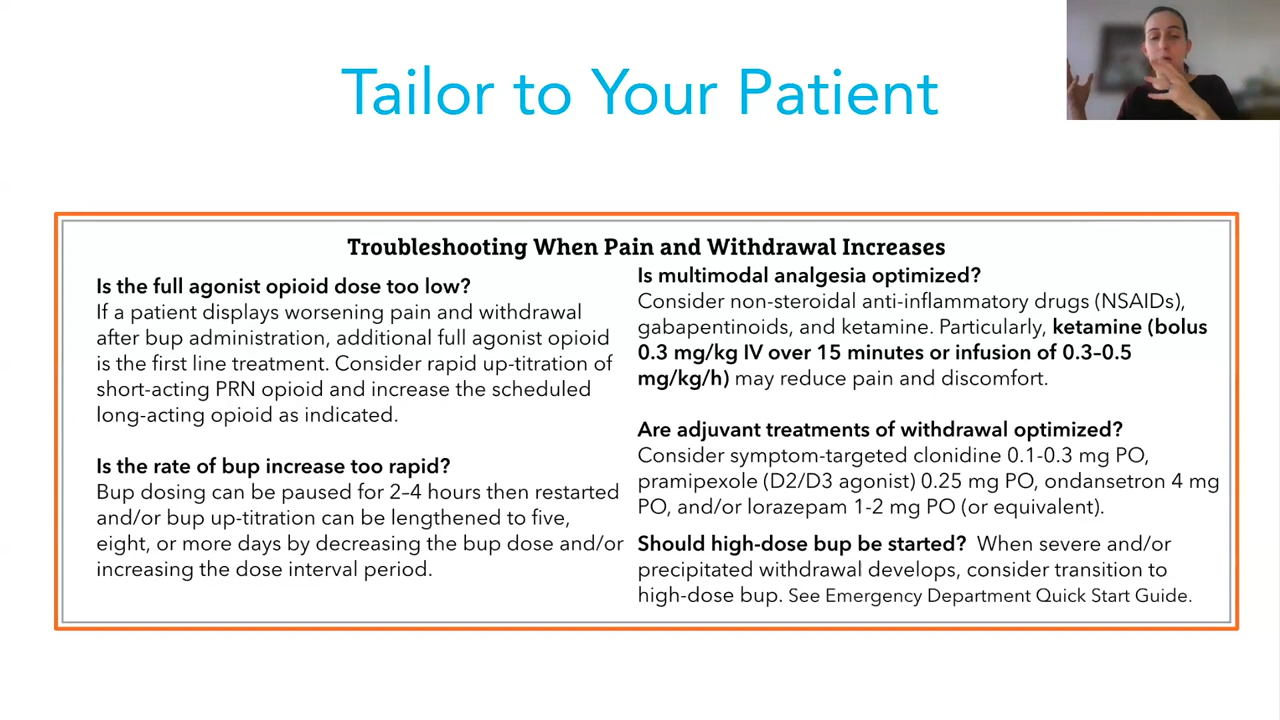 Tailor to Your Patient
Troubleshooting When Pain and Withdrawal Increases
Is the full agonist opioid dose too low?
If a patient displays worsening pain and withdrawal
after bup administration, additional full agonist opioid
is the first line treatment. Consider rapid up-titration of
short-acting PRN opioid and increase the scheduled
long-acting opioid as indicated.
Is the rate of bup increase too rapid?
Bup dosing can be paused for 2–4 hours then restarted
and/or bup up-titration can be lengthened to five,
eight, or more days by decreasing the bup dose and/or
increasing the dose interval period.
Is multimodal analgesia optimized?
Consider non-steroidal anti-inflammatory drugs (NSAIDs),
gabapentinoids, and ketamine. Particularly, ketamine (bolus
0.3 mg/kg IV over 15 minutes or infusion of 0.3–0.5
mg/kg/h) may reduce pain and discomfort.
Are adjuvant treatments of withdrawal optimized?
Consider symptom-targeted clonidine 0.1-0.3 mg PO,
pramipexole (D2/D3 agonist) 0.25 mg PO, ondansetron 4 mg
PO, and/or lorazepam 1-2 mg PO (or equivalent).
Should high-dose bup be started? When severe and/or
precipitated withdrawal develops, consider transition to
high-dose bup. See Emergency Department Quick Start Guide.